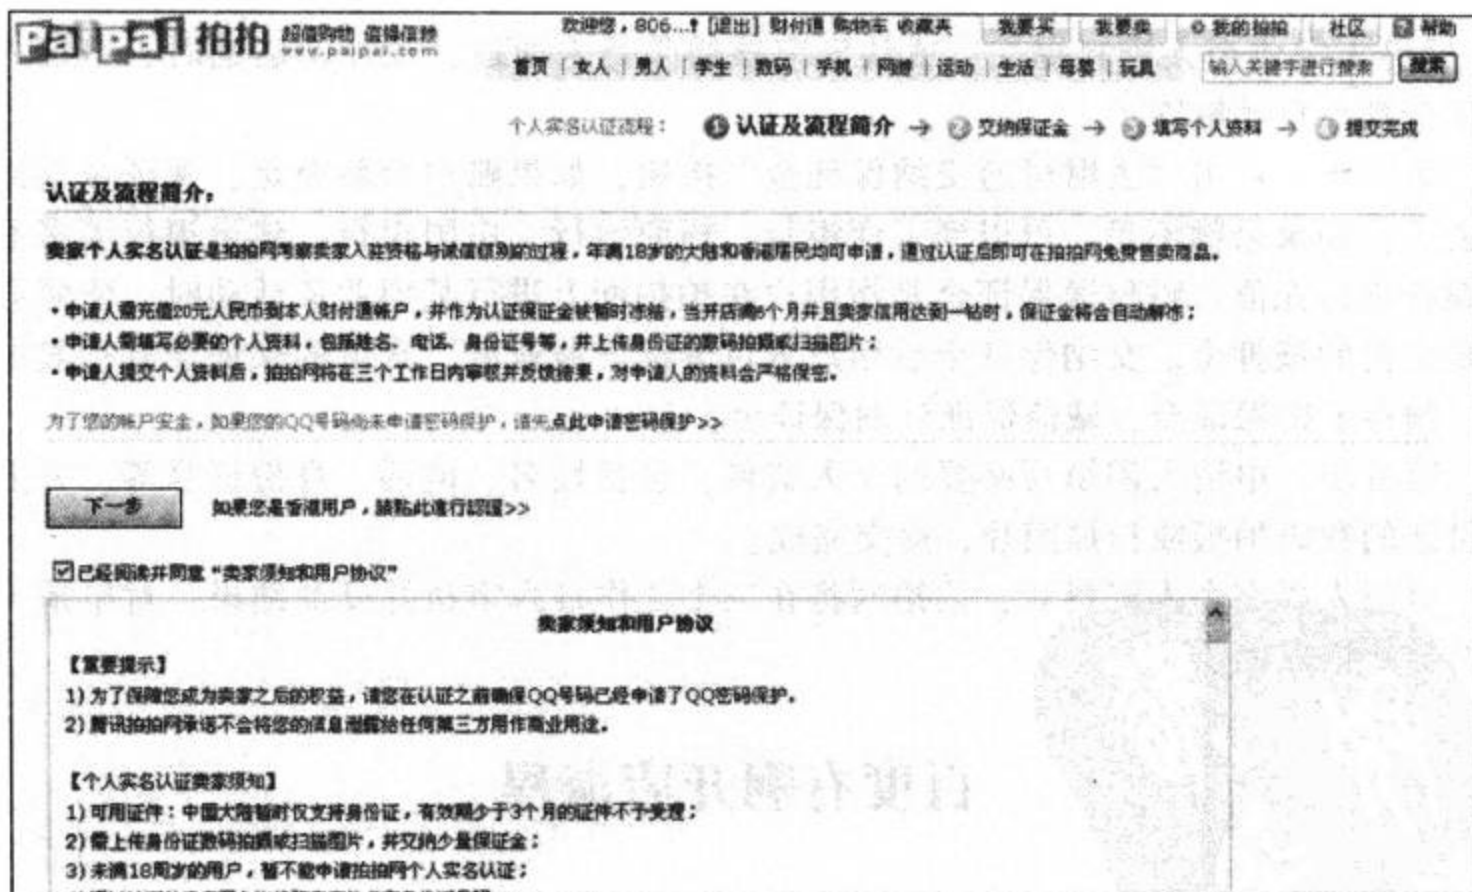 PaiPai 拍拍 超值购物 值得信赖
www.paipai.com
欢迎您，806...! [退出] 财付通 购物车 收藏夹 我要买 我要卖 我的拍拍 社区 帮助
首页 | 女人 | 男人 | 学生 | 数码 | 手机 | 网游 | 运动 | 生活 | 母婴 | 玩具 输入关键字进行搜索 搜索
个人实名认证流程： 1 认证及流程简介 → 2 交纳保证金 → 3 填写个人资料 → 4 提交完成
认证及流程简介：
卖家个人实名认证是拍拍网考察卖家入驻资格与诚信级别的过程，年满18岁的大陆和香港居民均可申请，通过认证后即可在拍拍网免费售卖商品。
・申请人需充值20元人民币到本人财付通帐户，并作为认证保证金被暂时冻结，当开店满6个月并且卖家信用达到一钻时，保证金将会自动解冻；
・申请人需填写必要的个人资料，包括姓名、电话、身份证号等，并上传身份证的数码拍摄或扫描图片；
・申请人提交个人资料后，拍拍网将在三个工作日内审核并反馈结果，对申请人的资料会严格保密。
为了您的帐户安全，如果您的QQ号码尚未申请密码保护，请先点此申请密码保护>>
下一步 如果您是香港用户，請點此進行認證>>
已经阅读并同意“卖家须知和用户协议”
卖家须知和用户协议
【重要提示】
1) 为了保障您成为卖家之后的权益，请您在认证之前确保QQ号码已经申请了QQ密码保护。
2) 腾讯拍拍网承诺不会将您的信息泄露给任何第三方用作商业用途。
【个人实名认证卖家须知】
1) 可用证件：中国大陆暂时仅支持身份证，有效期少于3个月的证件不予受理；
2) 需上传身份证数码拍摄或扫描图片，并交纳少量保证金；
3) 未满18周岁的用户，暂不能申请拍拍网个人实名认证；